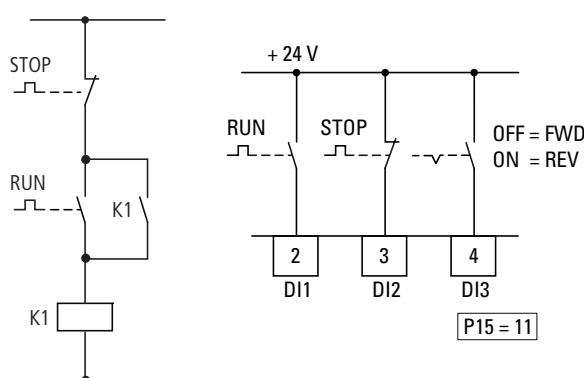 STOP
RUN
K1
K1
+ 24 V
RUN
STOP
OFF = FWD
ON = REV
2
3
4
DI1
DI2
DI3
P15 = 11